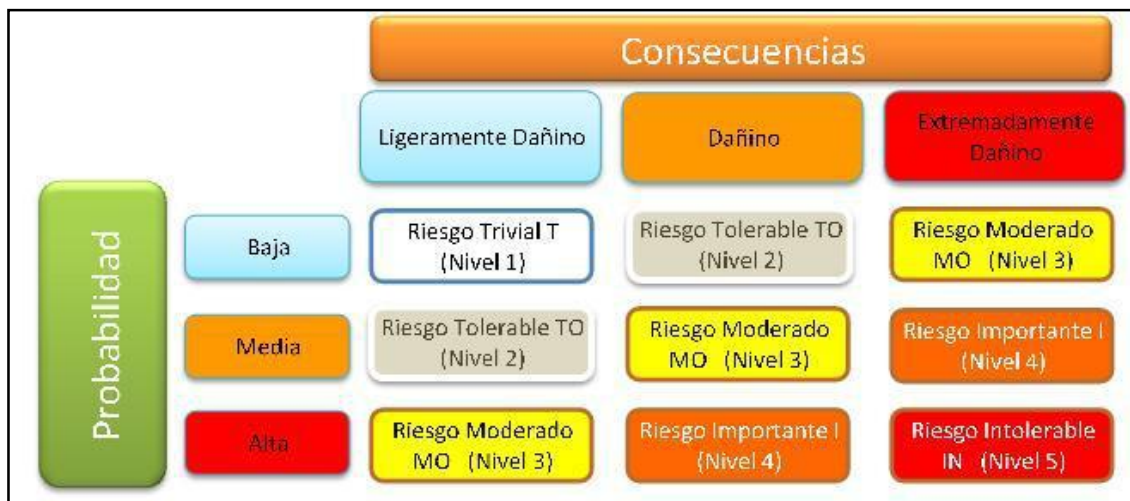 Consecuencias
Ligeramente Dañino
Dañino
Extremadamente
Dañino
Probabilidad
Baja
Riesgo Trivial T
(Nivel 1)
Riesgo Tolerable TO
(Nivel 2)
Riesgo Moderado
MO (Nivel 3)
Media
Riesgo Tolerable TO
(Nivel 2)
Riesgo Moderado
MO (Nivel 3)
Riesgo Importante I
(Nivel 4)
Alta
Riesgo Moderado
MO (Nivel 3)
Riesgo Importante I
(Nivel 4)
Riesgo Intolerable
IN (Nivel 5)